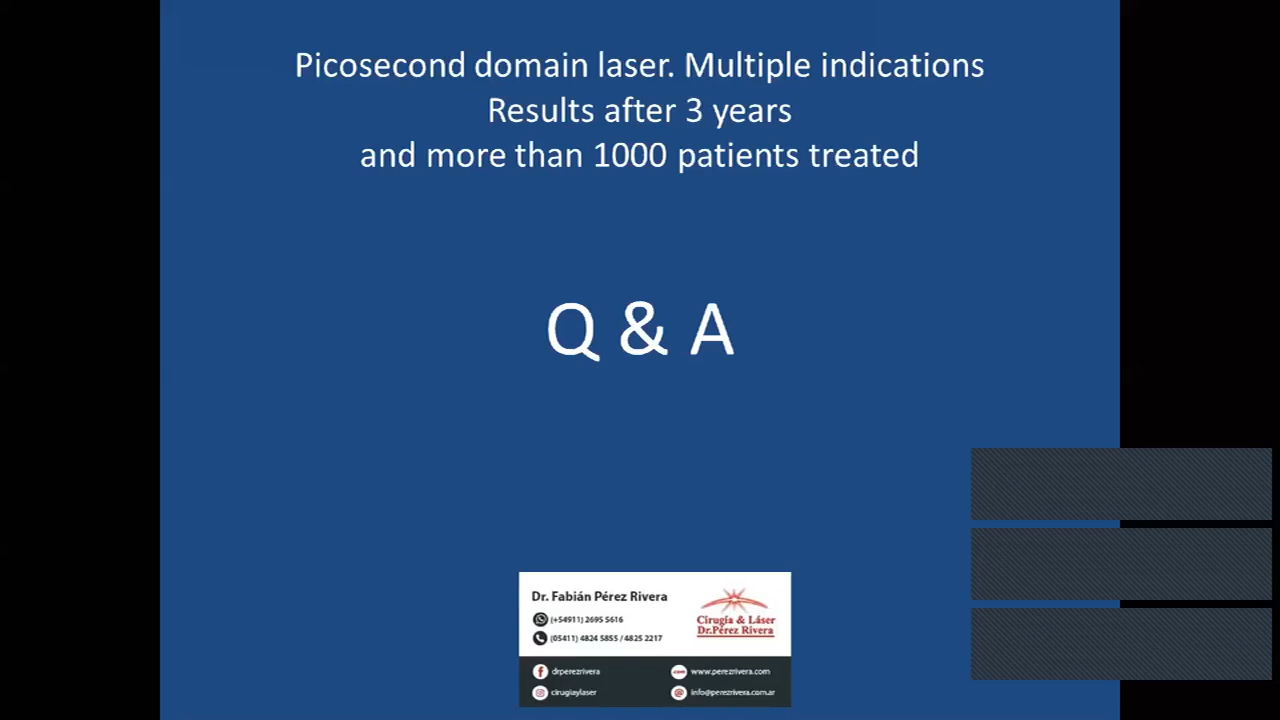 Picosecond domain laser. Multiple indications
Results after 3 years
and more than 1000 patients treated
Q & A
Dr. Fabián Pérez Rivera
(+54911) 2695 5616
(05411) 4824 5855 / 4825 2217
Cirugía & Láser
Dr.Pérez Rivera
drperezrivera
.com www.perezrivera.com
cirugiaylaser
@ info@perezrivera.com.ar